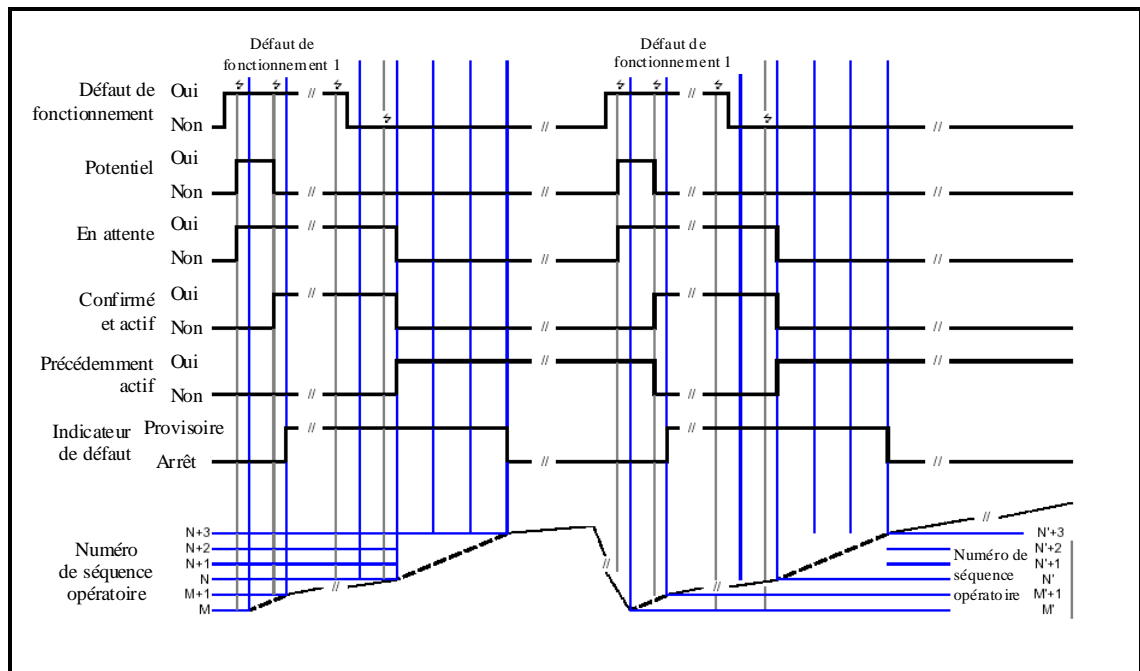 Défaut de
fonctionnement 1
Défaut de
fonctionnement 1
Défaut de
fonctionnement
Oui
Non
Potentiel
Oui
Non
En attente
Oui
Non
Confirmé
et actif
Oui
Non
Précédemment
actif
Oui
Non
Indicateur
de défaut
Provisoire
Arrêt
Numéro
de séquence
opératoire
N+3
N+2
N+1
N
M+1
M
Numéro de
séquence
opératoire
N'+3
N'+2
N'+1
N'
M'+1
M'